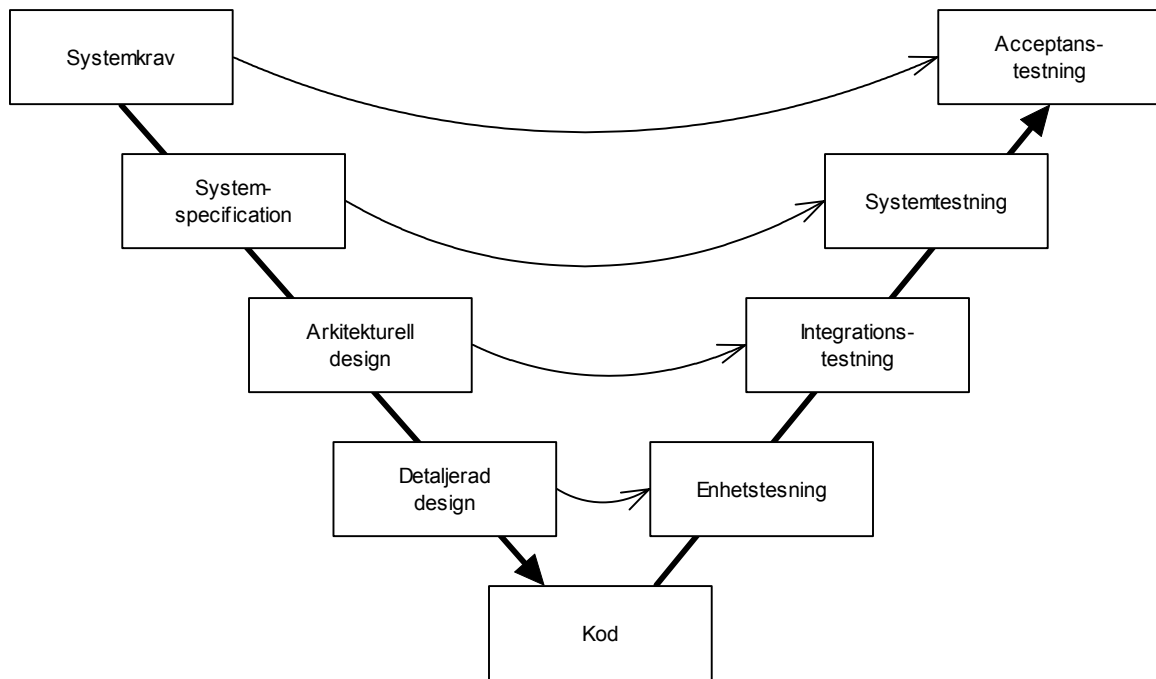 Systemkrav
Acceptans-
testning
System-
specification
Systemtestning
Arkitekturell
design
Integrations-
testning
Detaljerad
design
Enhetstesning
Kod